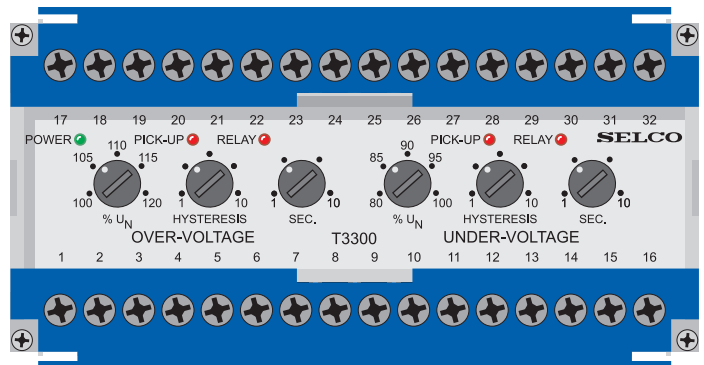 17 18 19 20 21 22 23 24 25 26 27 28 29 30 31 32
POWER PICK-UP RELAY PICK-UP RELAY SELCO
110 90
105 115 85 95
100 120 1 10 1 10 80 100 1 10 1 10
% UN HYSTERESIS SEC. % UN HYSTERESIS SEC.
OVER-VOLTAGE T3300 UNDER-VOLTAGE
1 2 3 4 5 6 7 8 9 10 11 12 13 14 15 16